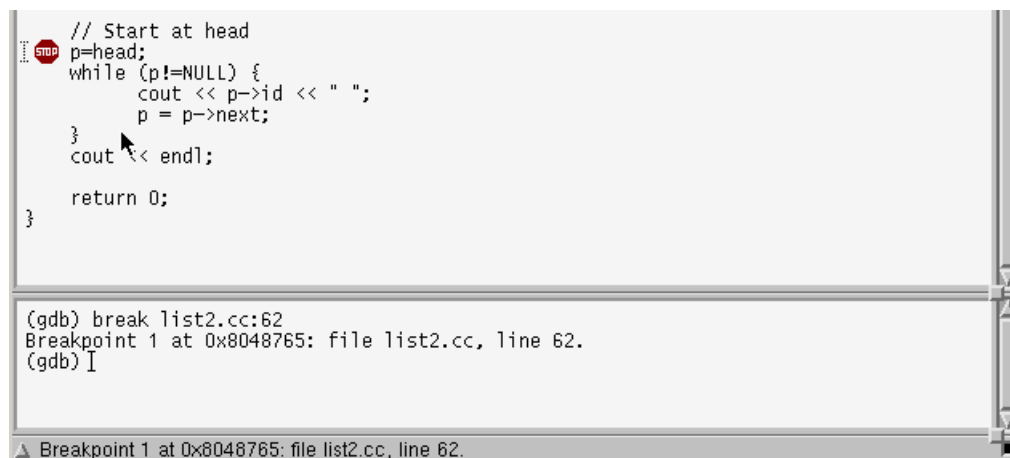 // Start at head
STOP p=head;
while (p!=NULL) {
cout << p->id << " ";
p = p->next;
}
cout << endl;
return 0;
}
(gdb) break list2.cc:62
Breakpoint 1 at 0x8048765: file list2.cc, line 62.
(gdb)
Breakpoint 1 at 0x8048765: file list2.cc, line 62.